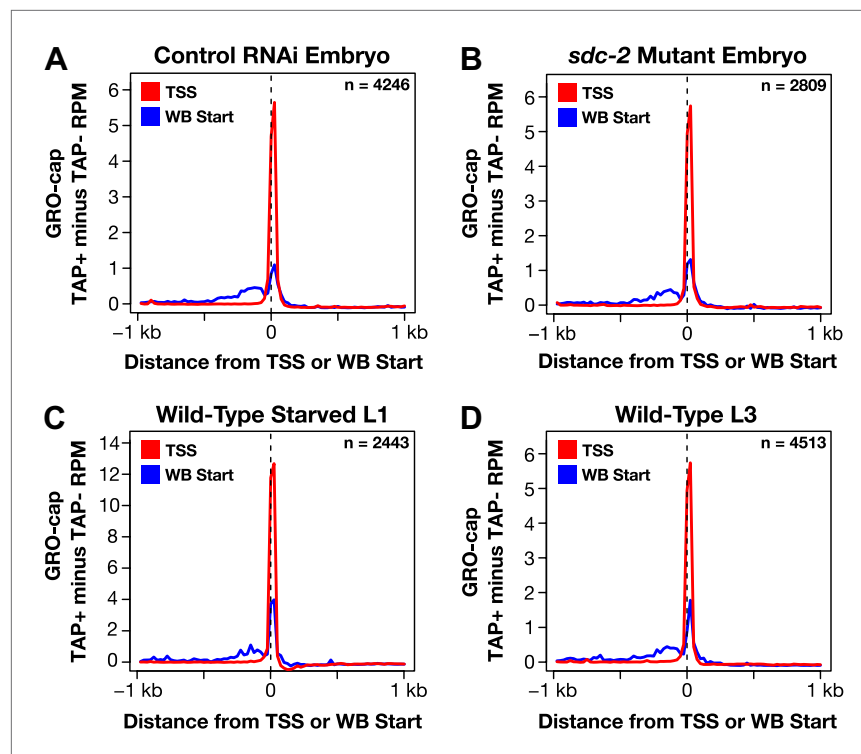 A
Control RNAi Embryo
GRO-cap
TAP+ minus TAP- RPM
6
5
4
3
2
1
0
TSS
WB Start
n = 4246
−1 kb
0
1 kb
Distance from TSS or WB Start
B
sdc-2 Mutant Embryo
GRO-cap
TAP+ minus TAP- RPM
6
5
4
3
2
1
0
TSS
WB Start
n = 2809
−1 kb
0
1 kb
Distance from TSS or WB Start
C
Wild-Type Starved L1
GRO-cap
TAP+ minus TAP- RPM
14
12
10
8
6
4
2
0
TSS
WB Start
n = 2443
−1 kb
0
1 kb
Distance from TSS or WB Start
D
Wild-Type L3
GRO-cap
TAP+ minus TAP- RPM
6
5
4
3
2
1
0
TSS
WB Start
n = 4513
−1 kb
0
1 kb
Distance from TSS or WB Start